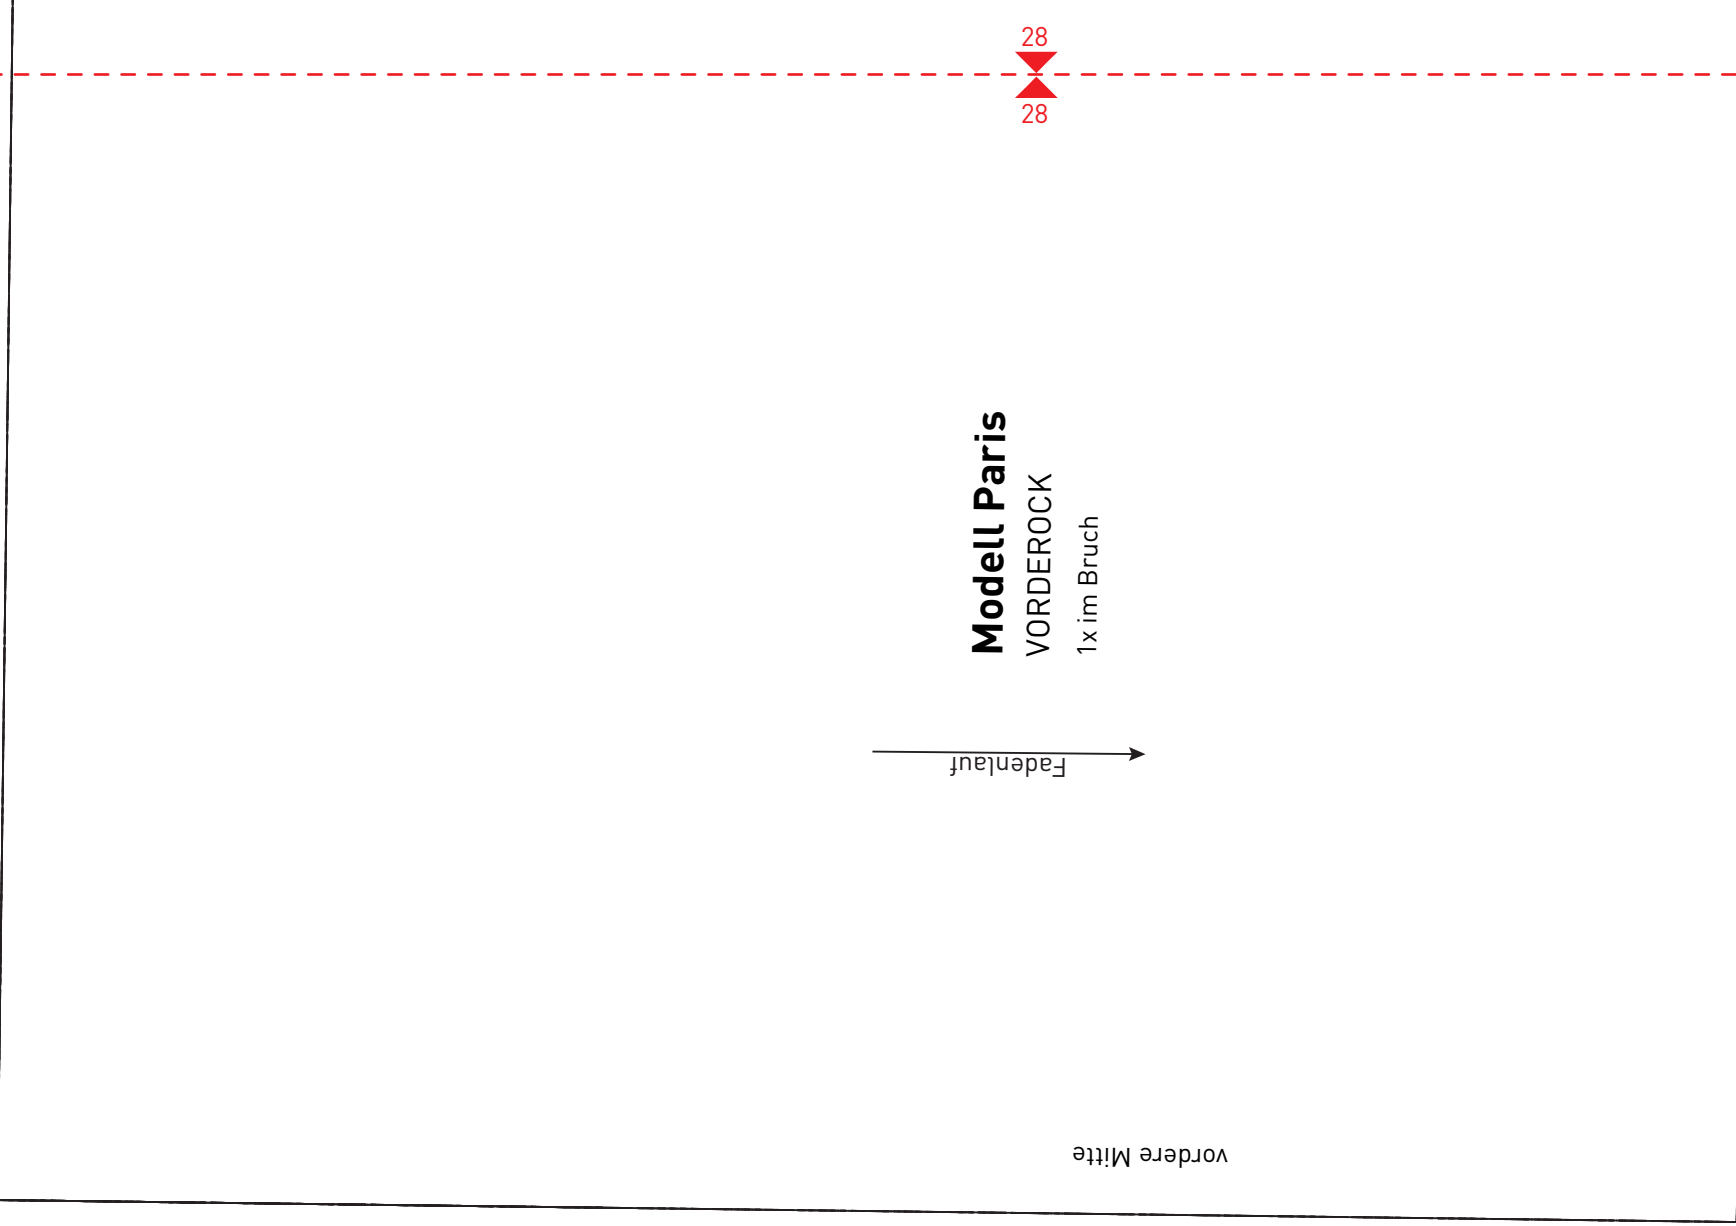 28
28
Modell Paris
VORDEROCK
1x im Bruch
Fadenlauf
vordere Mitte